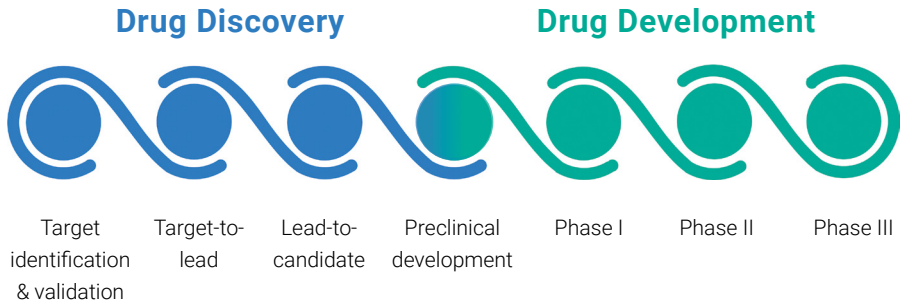 Drug Discovery
Drug Development
Target
identification
& validation
Target-to-
lead
Lead-to-
candidate
Preclinical
development
Phase I
Phase II
Phase III